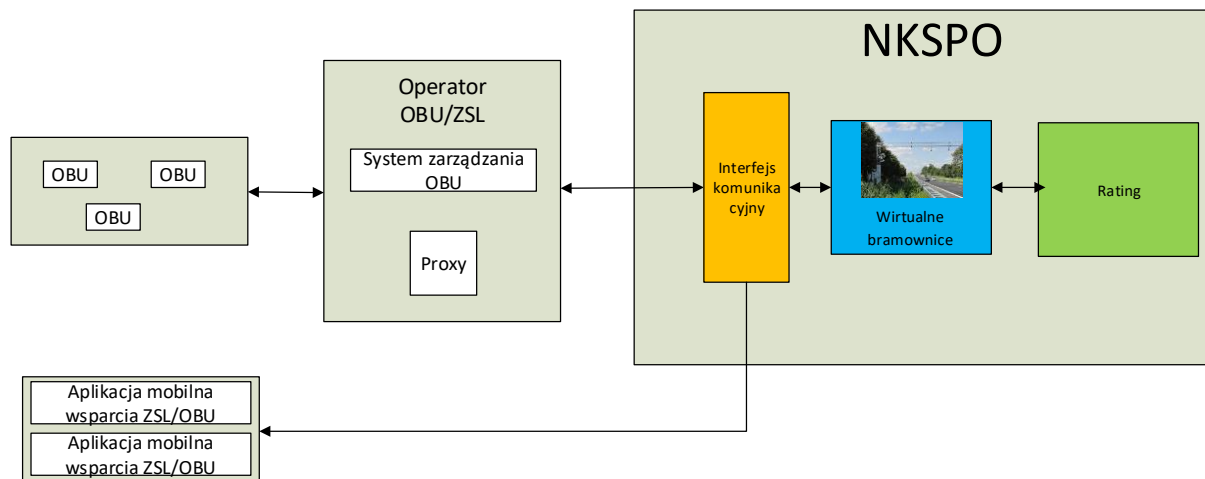 NKSPO
Operator
OBU/ZSL
System zarządzania
OBU
Proxy
OBU
OBU
OBU
Interfejs
komunika
cyjny
Wirtualne
bramownice
Rating
Aplikacja mobilna
wsparcia ZSL/OBU
Aplikacja mobilna
wsparcia ZSL/OBU